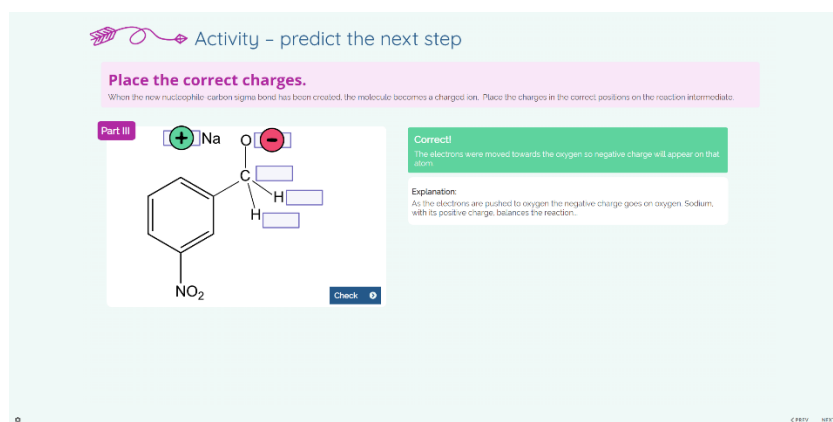 Activity – predict the next step
Place the correct charges.
When the new nucleophile-carbon sigma bond has been created, the molecule becomes a charged ion. Place the charges in the correct positions on the reaction intermediate.
Part III
+ Na
O −
C
H
H
NO2
Check
Correct!
The electrons were moved towards the oxygen so negative charge will appear on that
atom
Explanation:
As the electrons are pushed to oxygen the negative charge goes on oxygen. Sodium,
with its positive charge, balances the reaction..
< PREV
NEXT